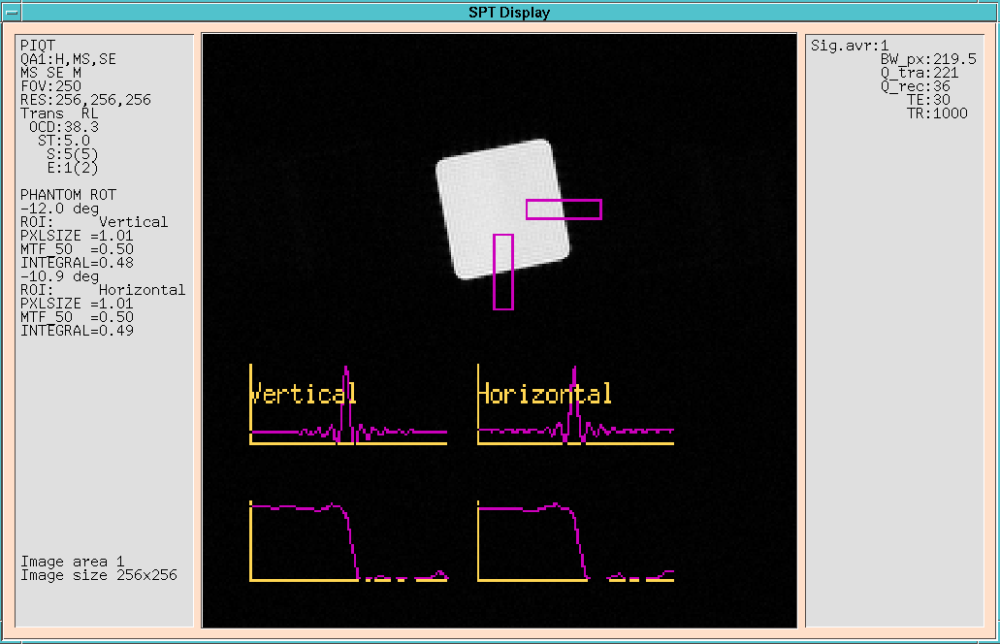 SPT Display
PIQT
QA1:H,MS,SE
MS SE M
FOV:250
RES:256,256,256
Trans RL
OCD:38.3
ST:5.0
S:5(5)
E:1(2)
PHANTOM ROT
-12.0 deg
ROI: Vertical
PXLSIZE =1.01
MTF_50 =0.50
INTEGRAL=0.48
-10.9 deg
ROI: Horizontal
PXLSIZE =1.01
MTF_50 =0.50
INTEGRAL=0.49
Image area 1
Image size 256x256
Vertical
Horizontal
Sig.avr:1
BW_px:219.5
Q_tra:221
Q_rec:36
TE:30
TR:1000